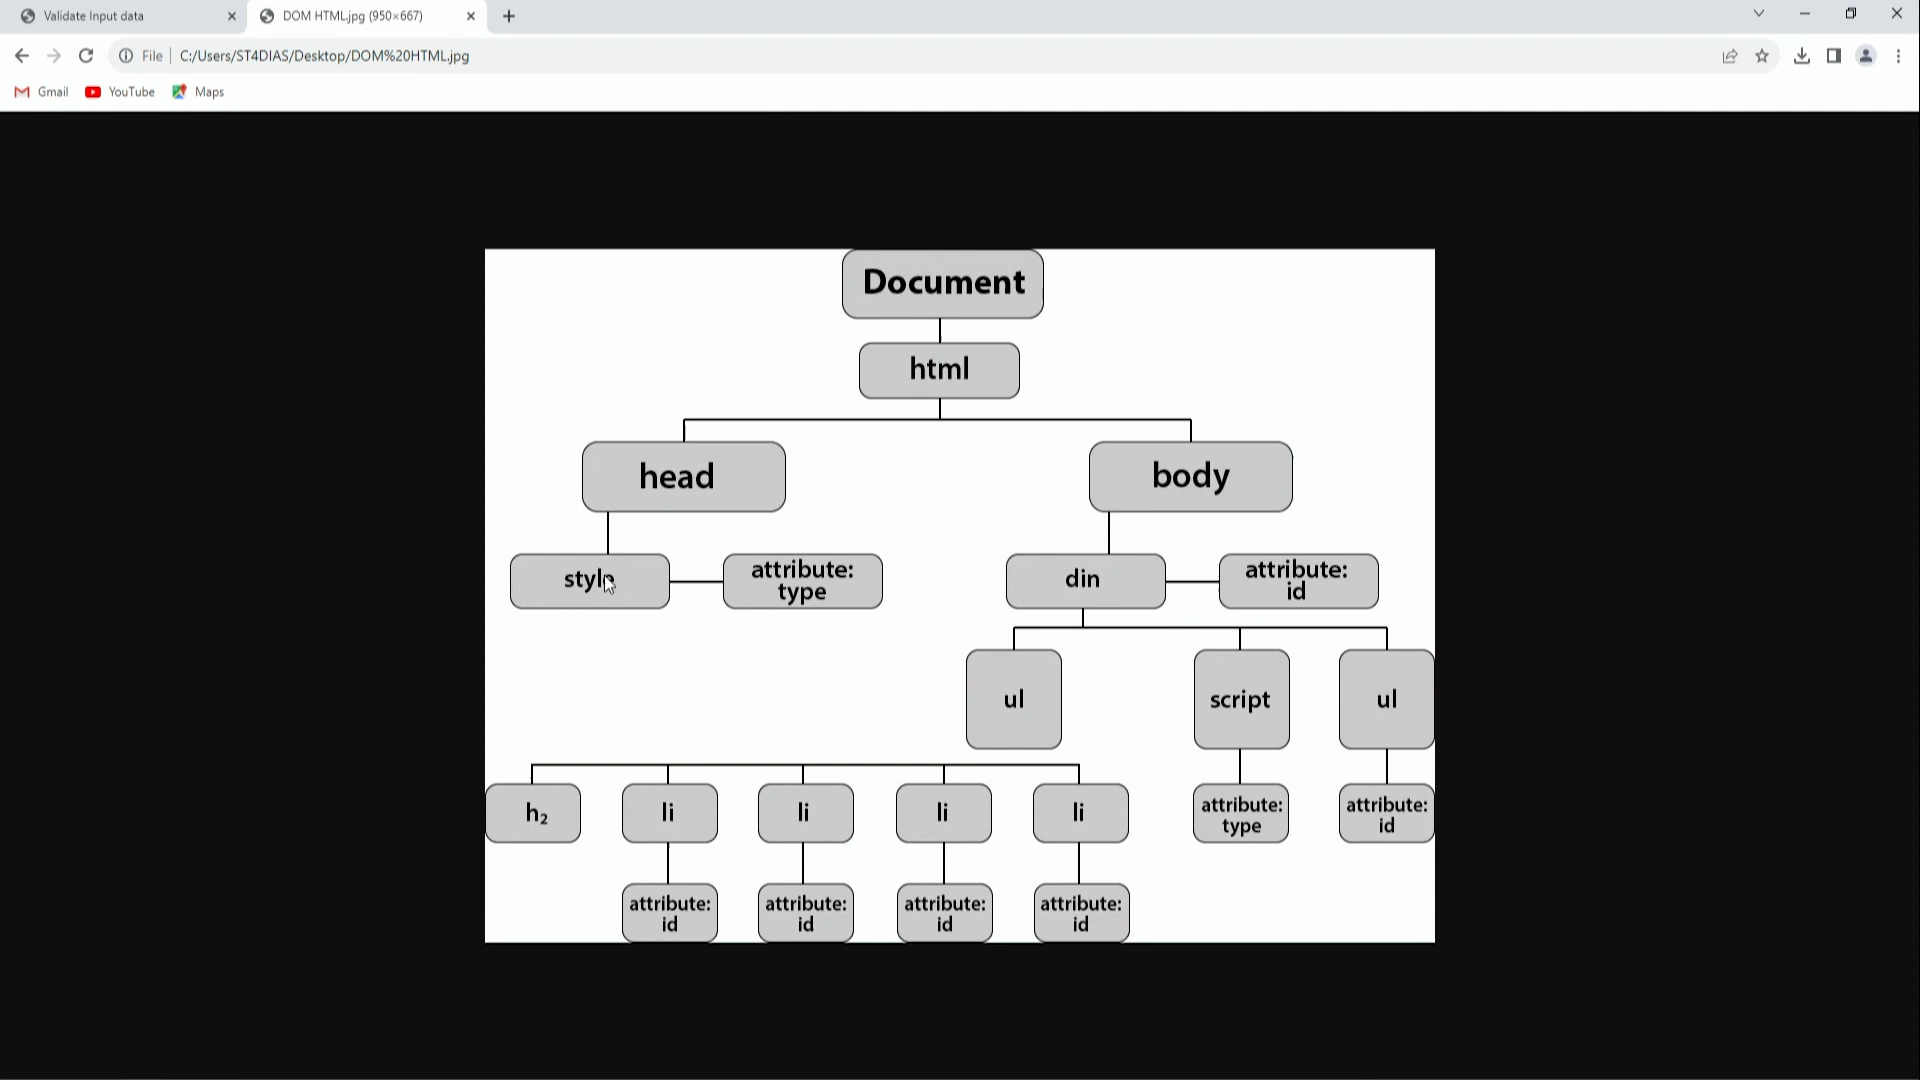 Validate Input data
DOM HTML.jpg (950×667)
File
C:/Users/ST4DIAS/Desktop/DOM%20HTML.jpg
Gmail
YouTube
Maps
Document
html
head
body
style
attribute:
type
din
attribute:
id
ul
script
ul
h₂
li
li
li
li
attribute:
type
attribute:
id
attribute:
id
attribute:
id
attribute:
id
attribute:
id